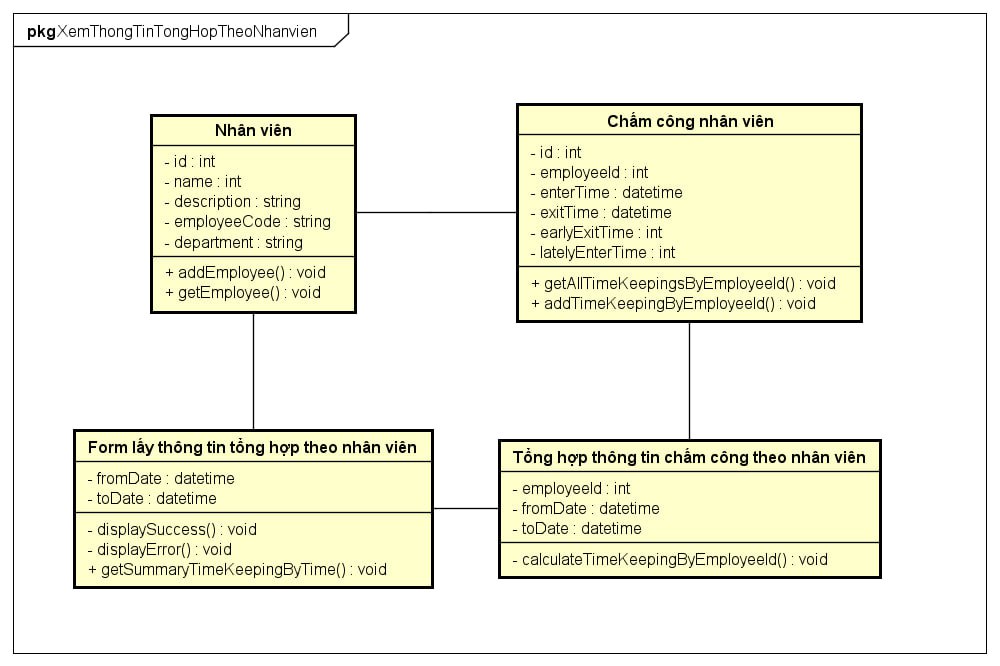 pkg XemThongTinTongHopTheoNhanvien
Nhân viên
- id : int
- name : int
- description : string
- employeeCode : string
- department : string
+ addEmployee() : void
+ getEmployee() : void
Chấm công nhân viên
- id : int
- employeeId : int
- enterTime : datetime
- exitTime : datetime
- earlyExitTime : int
- latelyEnterTime : int
+ getAllTimeKeepingsByEmployeeId() : void
+ addTimeKeepingByEmployeeId() : void
Form lấy thông tin tổng hợp theo nhân viên
- fromDate : datetime
- toDate : datetime
- displaySuccess() : void
- displayError() : void
+ getSummaryTimeKeepingByTime() : void
Tổng hợp thông tin chấm công theo nhân viên
- employeeId : int
- fromDate : datetime
- toDate : datetime
- calculateTimeKeepingByEmployeeId() : void